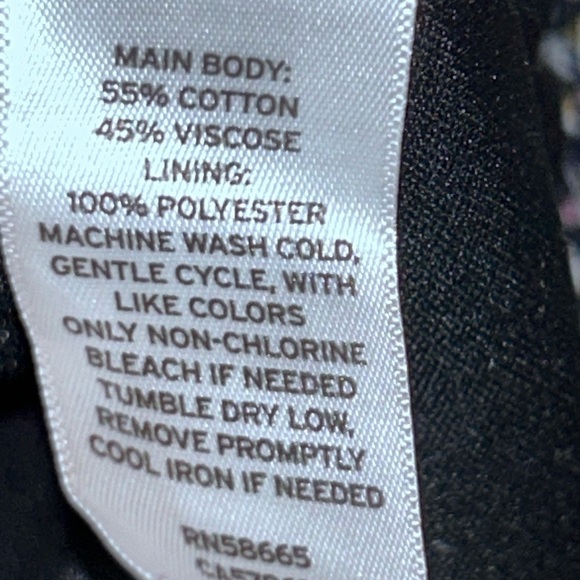 MAIN BODY:
55% COTTON
45% VISCOSE
LINING:
100% POLYESTER
MACHINE WASH COLD,
GENTLE CYCLE, WITH
LIKE COLORS
ONLY NON-CHLORINE
BLEACH IF NEEDED
TUMBLE DRY LOW,
REMOVE PROMPTLY
COOL IRON IF NEEDED
RN58665